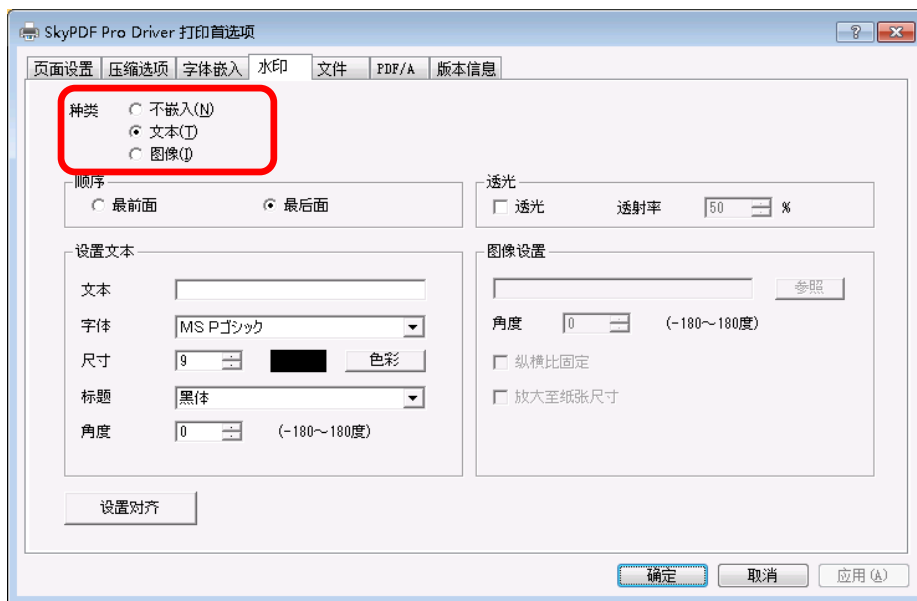 SkyPDF Pro Driver 打印首选项
页面设置 压缩选项 字体嵌入 水印 文件 PDF/A 版本信息
种类 不嵌入(N)
文本(T)
图像(I)
顺序
最前面 最后面
透光
透光 透射率 50 %
设置文本
文本
字体 MS Pゴシック
尺寸 9 色彩
标题 黑体
角度 0 (-180～180度)
图像设置
参照
角度 0 (-180～180度)
纵横比固定
放大至纸张尺寸
设置对齐
确定 取消 应用(A)